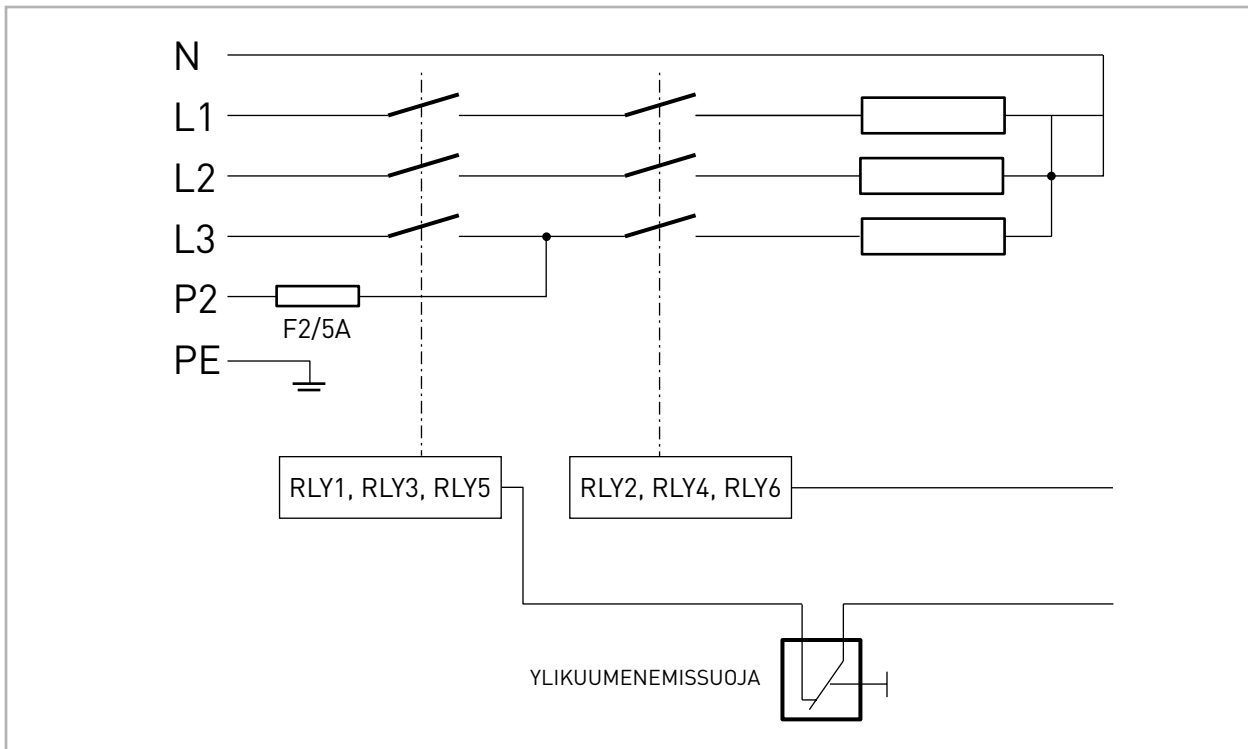 N
L1
L2
L3
P2
F2/5A
PE
RLY1, RLY3, RLY5
RLY2, RLY4, RLY6
YLIKUUMENEMISSUOJA